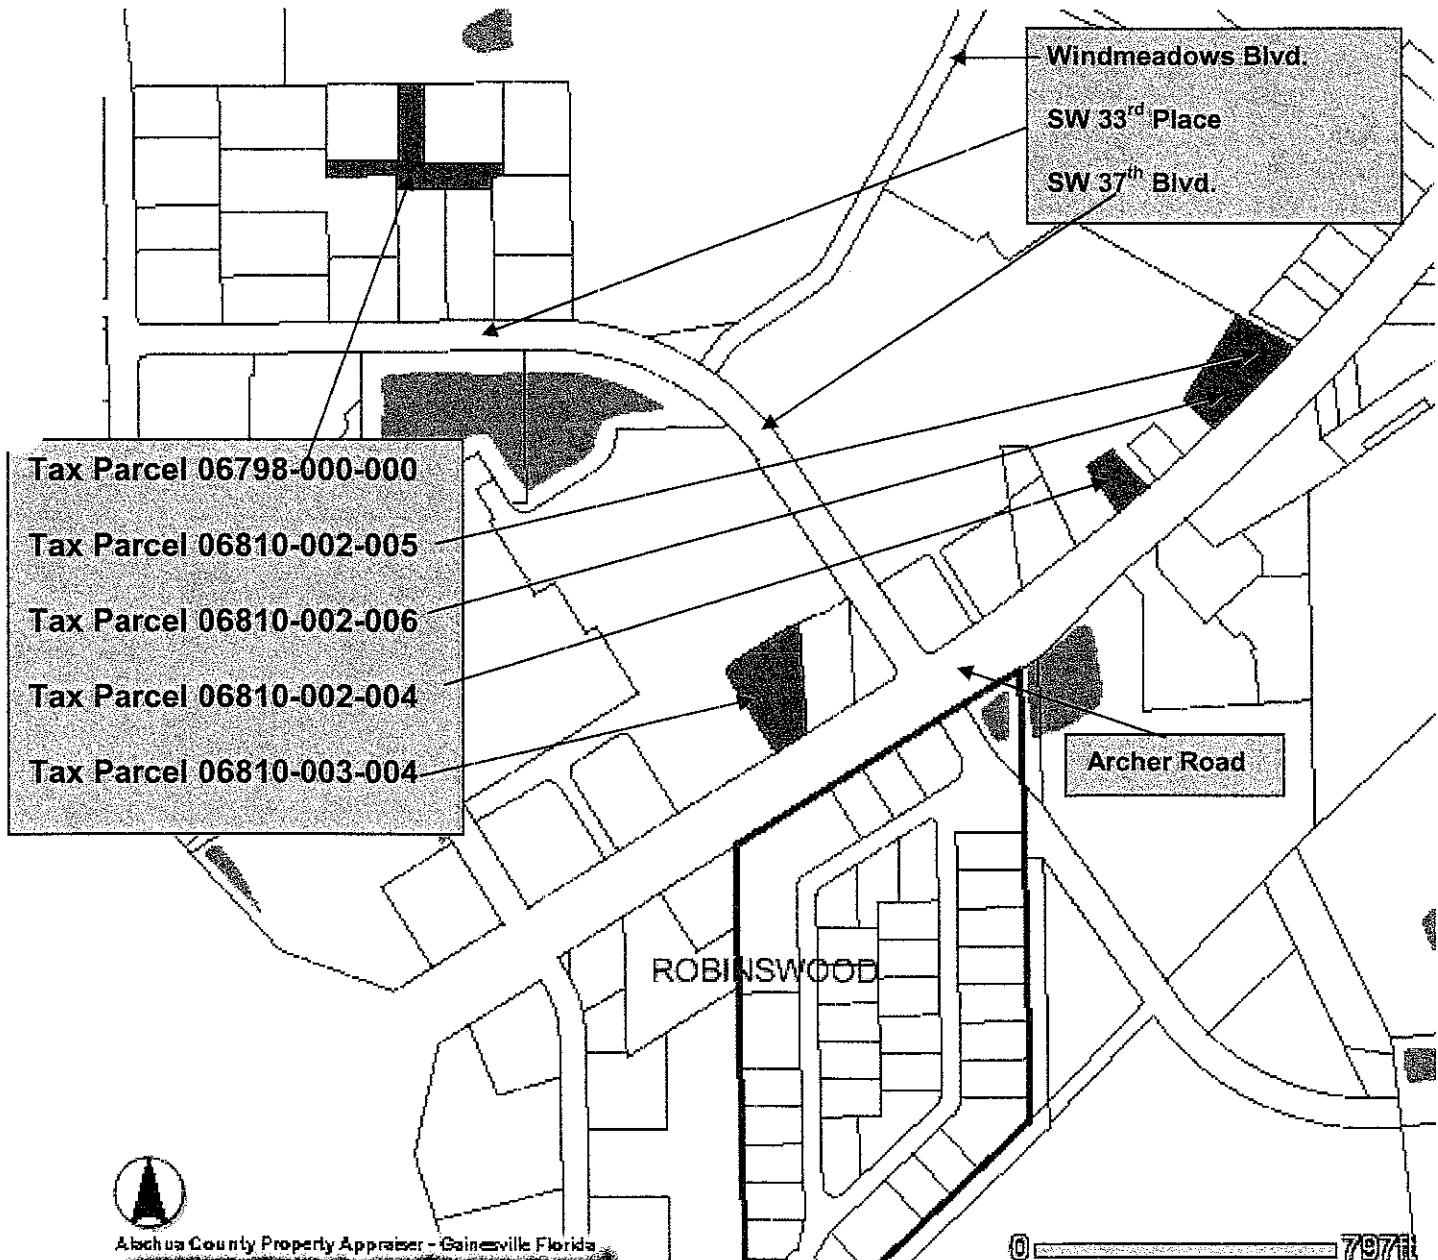 Windmeadows Blvd.
SW 33rd Place
SW 37th Blvd.
Tax Parcel 06798-000-000
Tax Parcel 06810-002-005
Tax Parcel 06810-002-006
Tax Parcel 06810-002-004
Tax Parcel 06810-003-004
Archer Road
ROBINSWOOD
Alachua County Property Appraiser - Gainesville Florida
0 797ft